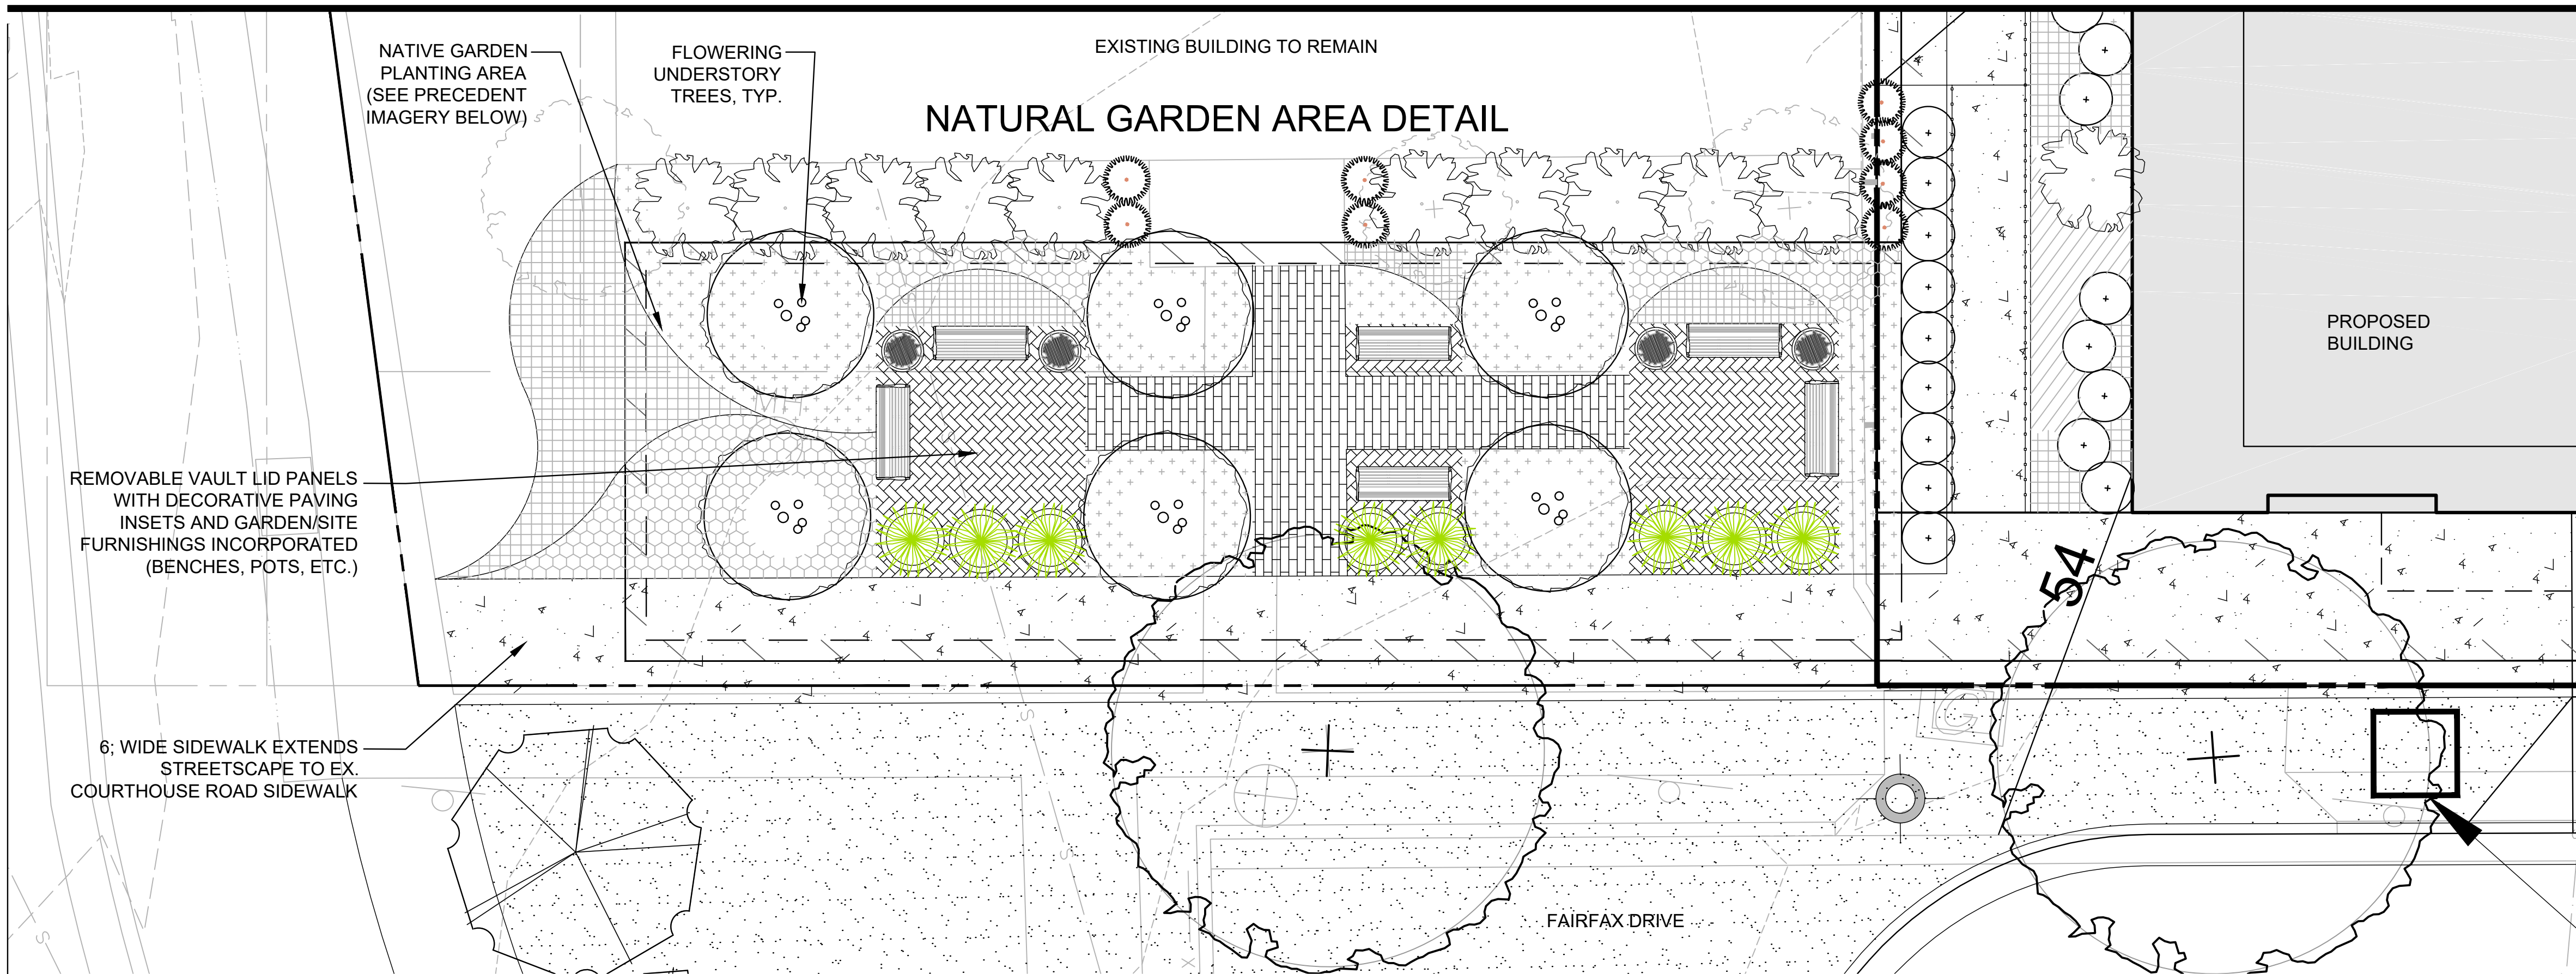 NATIVE GARDEN
PLANTING AREA
(SEE PRECEDENT
IMAGERY BELOW)
FLOWERING
UNDERSTORY
TREES, TYP.
EXISTING BUILDING TO REMAIN
NATURAL GARDEN AREA DETAIL
PROPOSED
BUILDING
REMOVABLE VAULT LID PANELS
WITH DECORATIVE PAVING
INSETS AND GARDEN/SITE
FURNISHINGS INCORPORATED
(BENCHES, POTS, ETC.)
54
6; WIDE SIDEWALK EXTENDS
STREETSCAPE TO EX.
COURTHOUSE ROAD SIDEWALK
G
S
S
S
FAIRFAX DRIVE